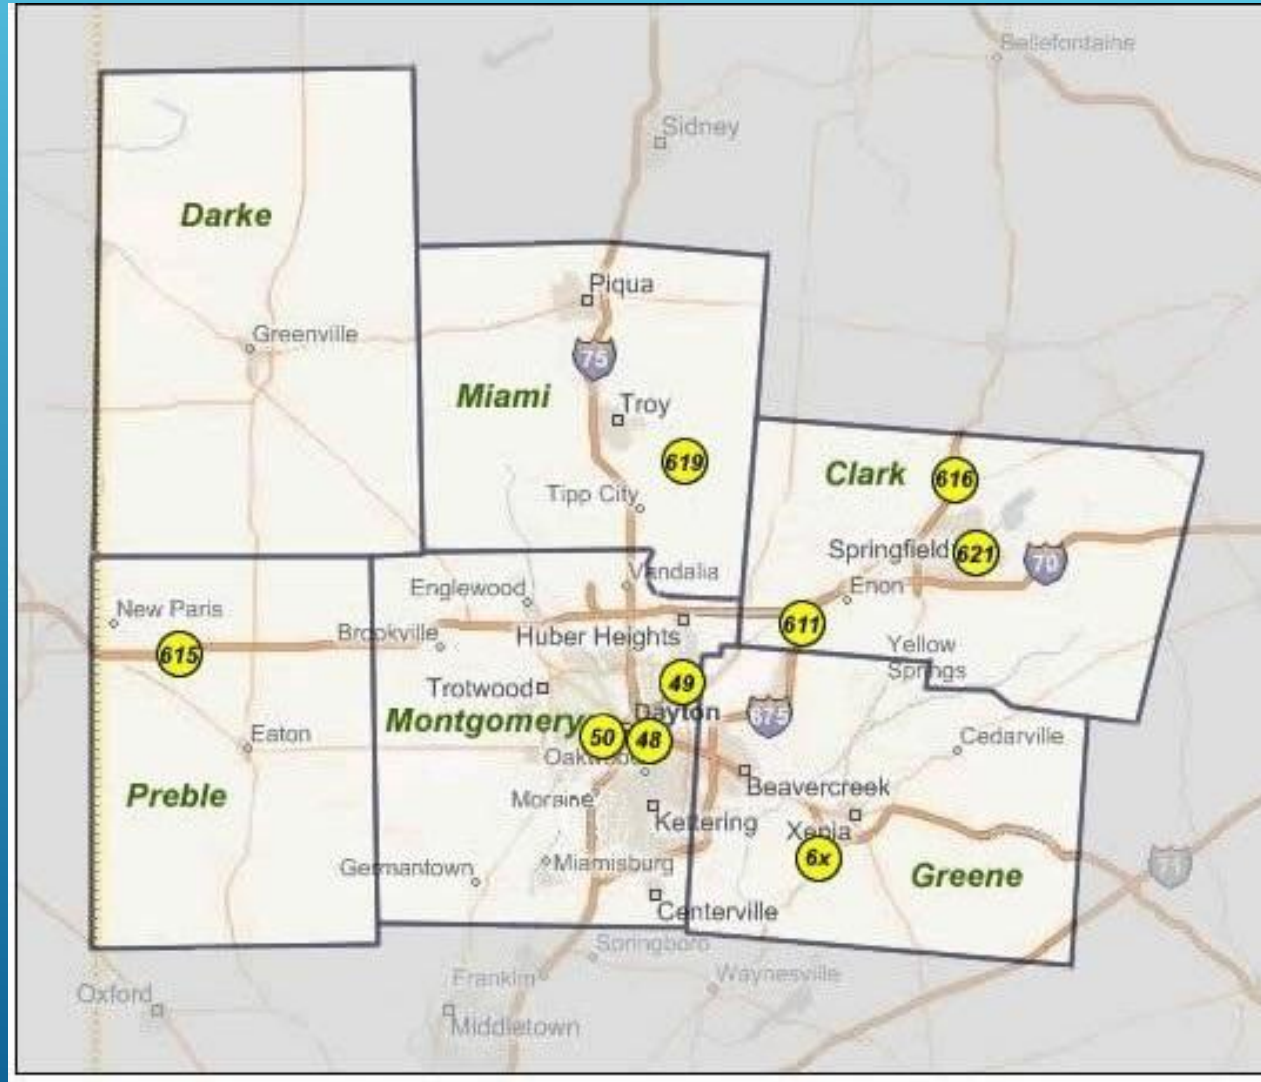 Bellefontaine
Sidney
Darke
Piqua
Greenville
75
Miami
Troy
619
Clark
616
Tipp City
Springfield
621
70
Vandalia
Englewood
Enon
New Paris
611
Brookville
Huber Heights
615
Yellow
Springs
49
Trotwood
Dayton
675
Montgomery
50
48
Eaton
Cedarville
Oakwood
Beavercreek
Preble
Moraine
Kettering
Xenia
6x
Germantown
Miamisburg
Greene
71
Centerville
Springboro
Franklin
Waynesville
Oxford
Middletown